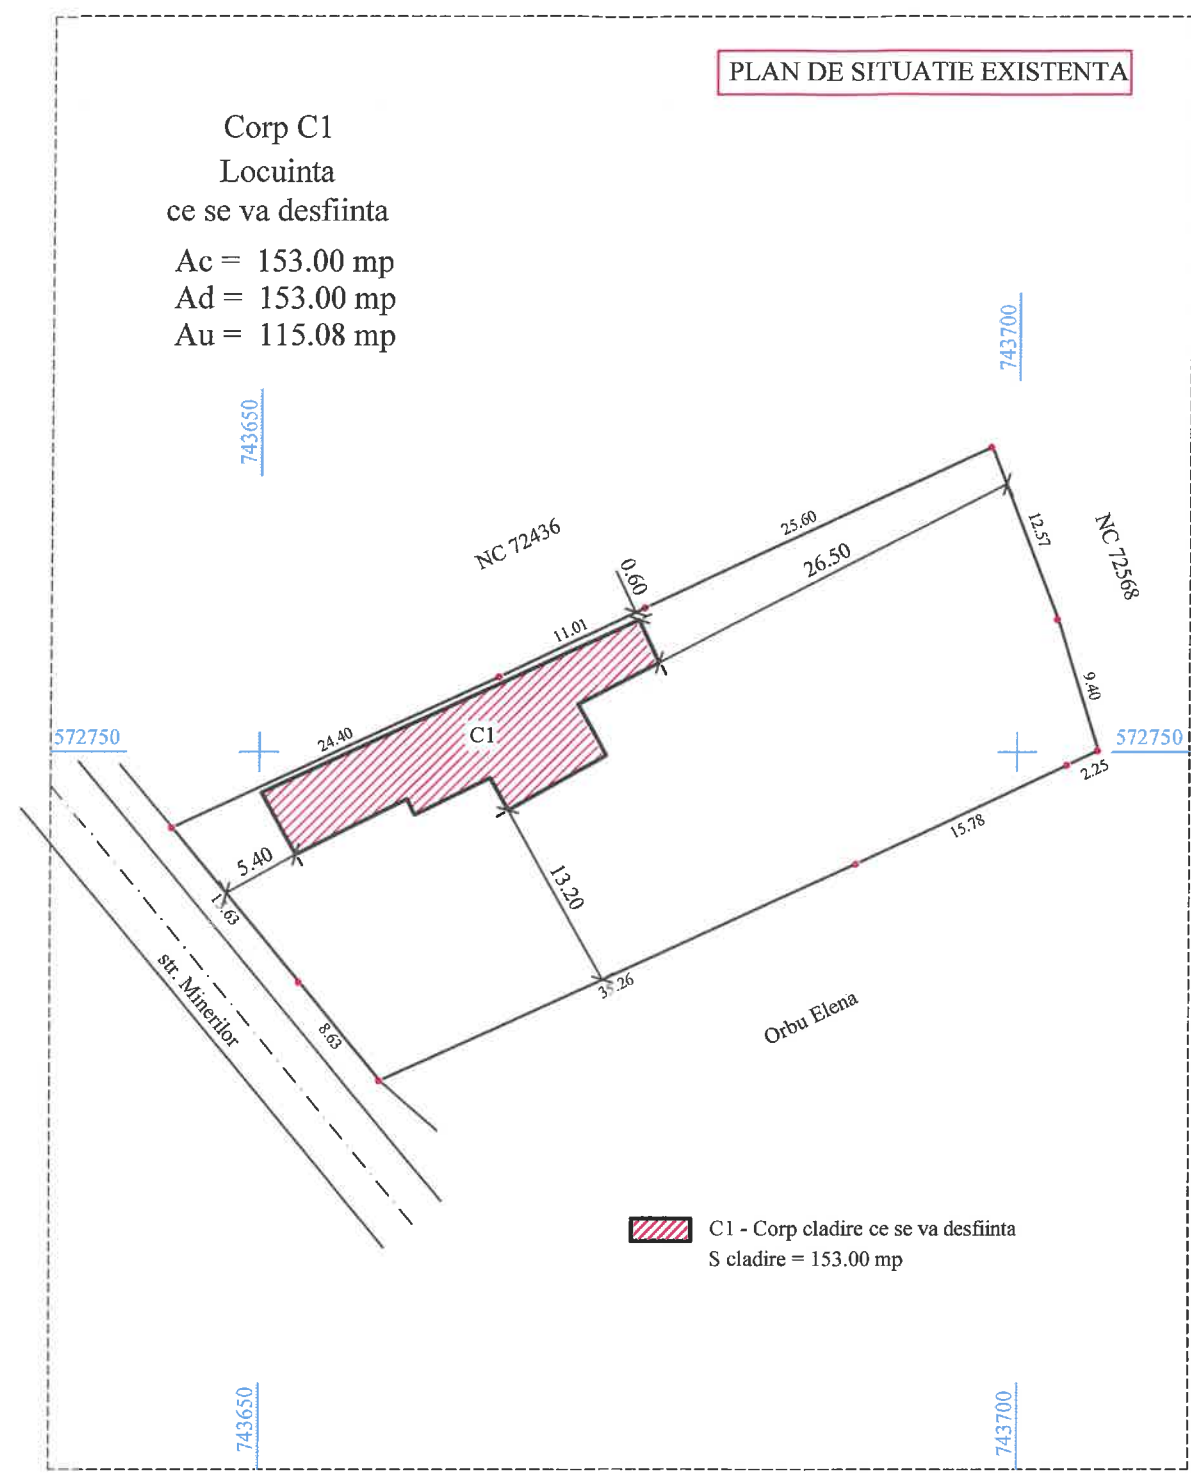 PLAN DE SITUATIE EXISTENTA
Corp C1
Locuinta
ce se va desfiinta
Ac = 153.00 mp
Ad = 153.00 mp
Au = 115.08 mp
743700
743650
NC 72436
25.60
26.50
12.57
NC 72568
0.60
11.01
24.40
C1
9.40
572750
572750
2.25
15.78
5.40
13.20
35.26
8.63
str. Minerilor
Orbu Elena
C1 - Corp cladire ce se va desfiinta
S cladire = 153.00 mp
743650
743700